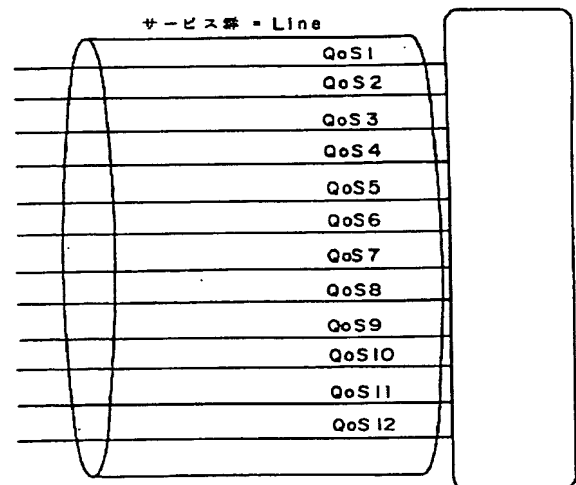 サービス群 = Line
QoS1
QoS2
QoS3
QoS4
QoS5
QoS6
QoS7
QoS8
QoS9
QoS10
QoS11
QoS12